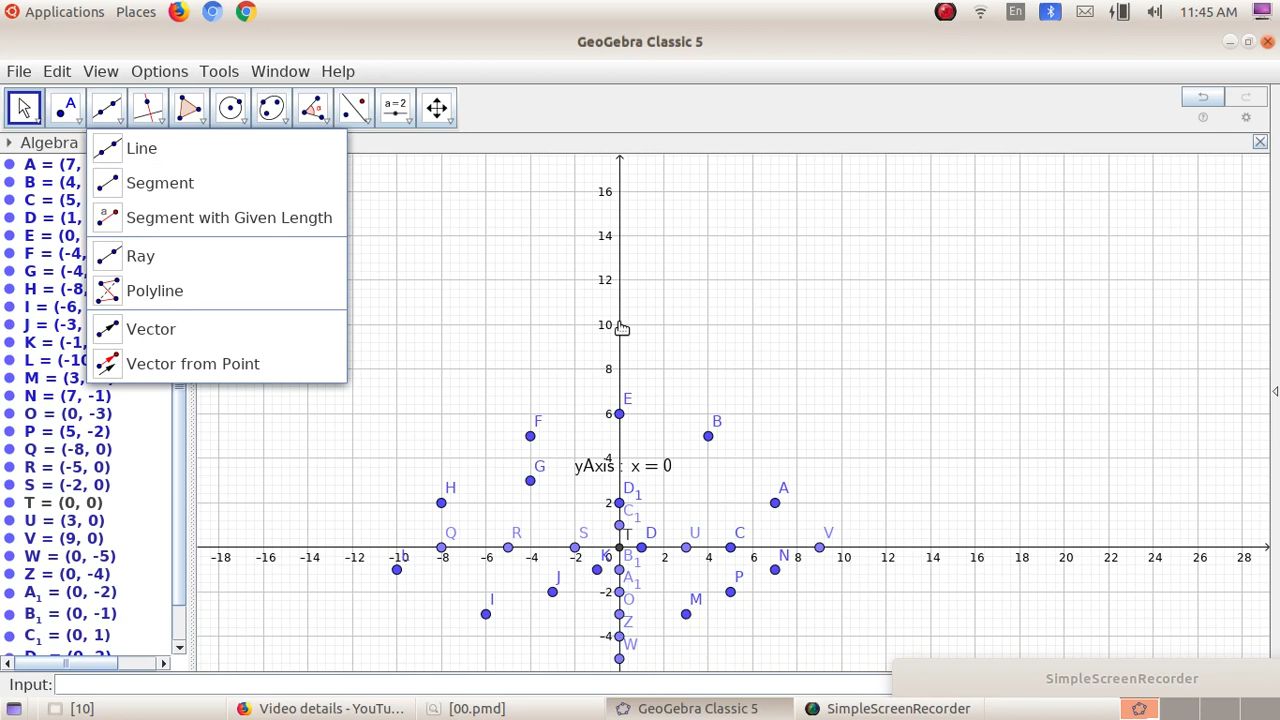 Applications Places En 11:45 AM
GeoGebra Classic 5
File Edit View Options Tools Window Help
A α a=2
Algebra
Line
Segment
a Segment with Given Length
Ray
Polyline
Vector
Vector from Point
A = (7,
B = (4,
C = (5,
D = (1,
E = (0,
F = (-4,
G = (-4,
H = (-8,
I = (-6,
J = (-3,
K = (-1,
L = (-10
M = (3,
N = (7, -1)
O = (0, -3)
P = (5, -2)
Q = (-8, 0)
R = (-5, 0)
S = (-2, 0)
T = (0, 0)
U = (3, 0)
V = (9, 0)
W = (0, -5)
Z = (0, -4)
A₁ = (0, -2)
B₁ = (0, -1)
C₁ = (0, 1)
16
14
12
10
8
E
6
F B
4
G yAxis : x = 0
H D₁ A
2
C₁
Q R S T D U C V
-18 -16 -14 -12 -10 -8 -6 -4 -2 0 2 4 6 8 10 12 14 16 18 20 22 24 26 28
K B₁ N
J A₁ P
-2
I O M
Z
-4
W
Input:
SimpleScreenRecorder
[10] Video details - YouTu... [00.pmd] GeoGebra Classic 5 SimpleScreenRecorder